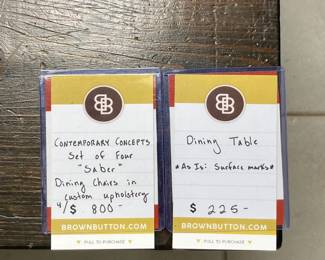 BB
CONTEMPORARY CONCEPTS
Set of Four
"Saber"
Dining Chairs in
custom upholstery
4/$ 800-
BROWNBUTTON.COM
PULL TO PURCHASE
BB
Dining Table
*As Is: Surface marks*
$ 225-
BROWNBUTTON.COM
PULL TO PURCHASE